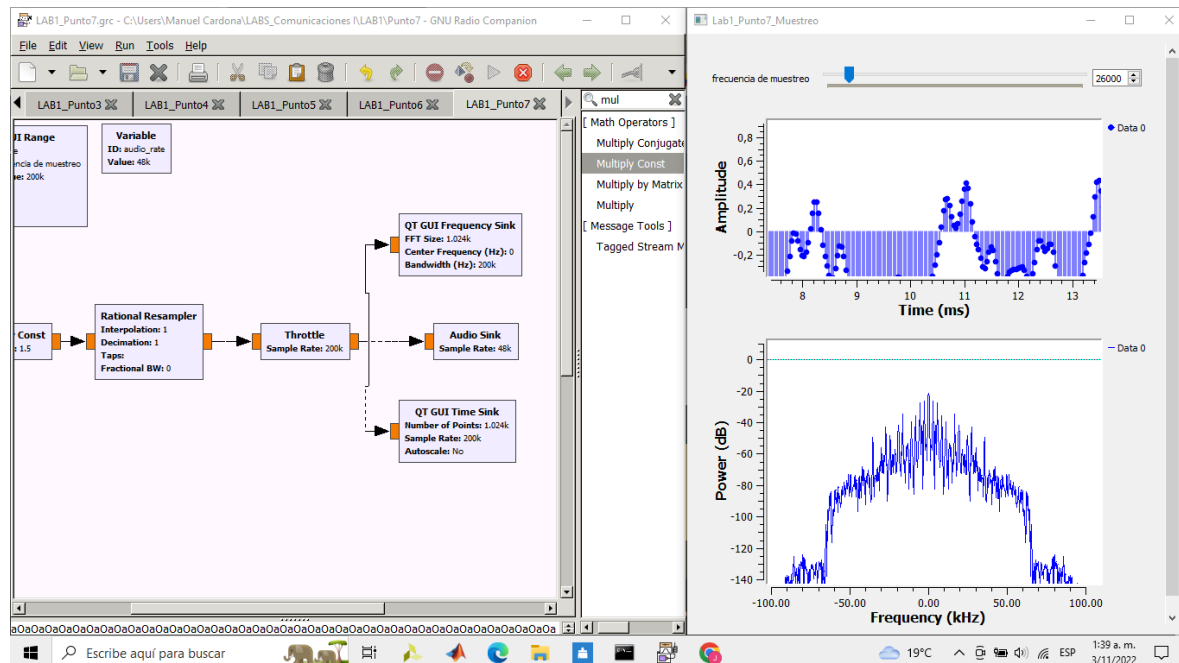 LAB1_Punto7.grc - C:\Users\Manuel Cardona\LABS_Comunicaciones I\LAB1\Punto7 - GNU Radio Companion
File Edit View Run Tools Help
LAB1_Punto3
LAB1_Punto4
LAB1_Punto5
LAB1_Punto6
LAB1_Punto7
mul
[ Math Operators ]
Multiply Conjugate
Multiply Const
Multiply by Matrix
Multiply
[ Message Tools ]
Tagged Stream M
I Range
e
encia de muestreo
e: 200k
Variable
ID: audio_rate
Value: 48k
QT GUI Frequency Sink
FFT Size: 1.024k
Center Frequency (Hz): 0
Bandwidth (Hz): 200k
Const
: 1.5
Rational Resampler
Interpolation: 1
Decimation: 1
Taps:
Fractional BW: 0
Throttle
Sample Rate: 200k
Audio Sink
Sample Rate: 48k
QT GUI Time Sink
Number of Points: 1.024k
Sample Rate: 200k
Autoscale: No
aOaOaOaOaOaOaOaOaOaOaOaOaOaOaOaOaOaOaOaOaOaOaOaOaOaOaOaOaOaOaOaOaOa
Lab1_Punto7_Muestreo
frecuencia de muestreo
26000
Data 0
0,8
0,6
0,4
0,2
0
-0,2
Amplitude
8 9 10 11 12 13
Time (ms)
Data 0
0
-20
-40
-60
-80
-100
-120
-140
Power (dB)
-100.00 -50.00 0.00 50.00 100.00
Frequency (kHz)
Escribe aquí para buscar
19°C
ESP
1:39 a. m.
3/11/2022